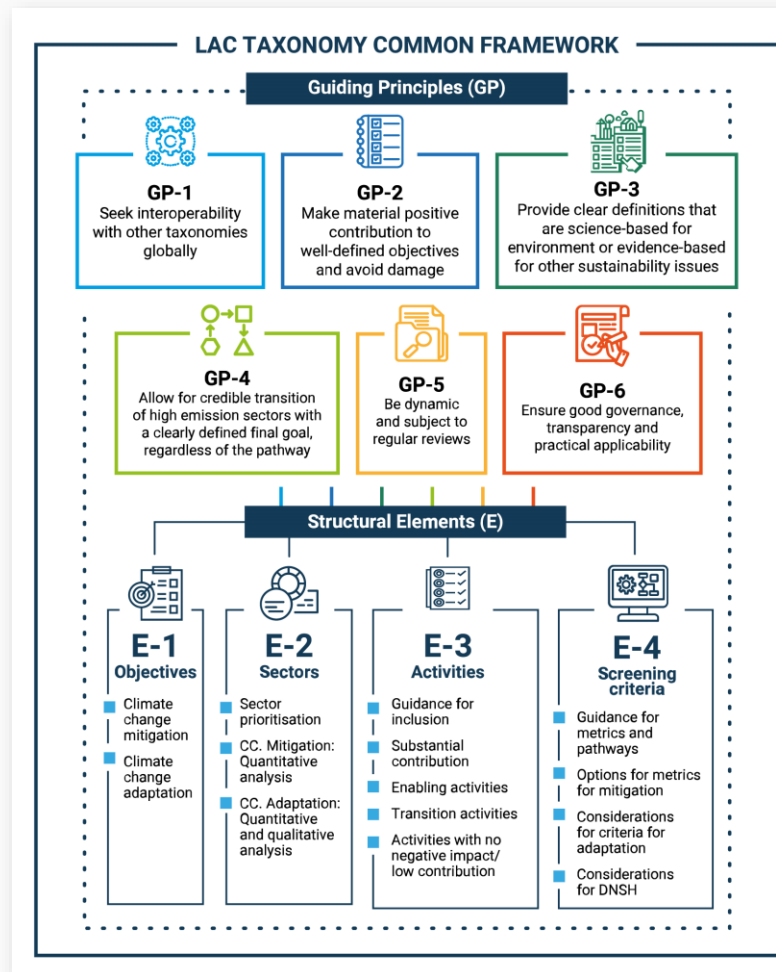 LAC TAXONOMY COMMON FRAMEWORK
Guiding Principles (GP)
GP-1
Seek interoperability
with other taxonomies
globally
GP-2
Make material positive
contribution to
well-defined objectives
and avoid damage
GP-3
Provide clear definitions that
are science-based for
environment or evidence-based
for other sustainability issues
GP-4
Allow for credible transition
of high emission sectors with
a clearly defined final goal,
regardless of the pathway
GP-5
Be dynamic
and subject to
regular reviews
GP-6
Ensure good governance,
transparency and
practical applicability
Structural Elements (E)
E-1
Objectives
Climate
change
mitigation
Climate
change
adaptation
E-2
Sectors
Sector
prioritisation
CC. Mitigation:
Quantitative
analysis
CC. Adaptation:
Quantitative
and qualitative
analysis
E-3
Activities
Guidance for
inclusion
Substantial
contribution
Enabling activities
Transition activities
Activities with no
negative impact/
low contribution
E-4
Screening
criteria
Guidance for
metrics and
pathways
Options for metrics
for mitigation
Considerations
for criteria for
adaptation
Considerations
for DNSH